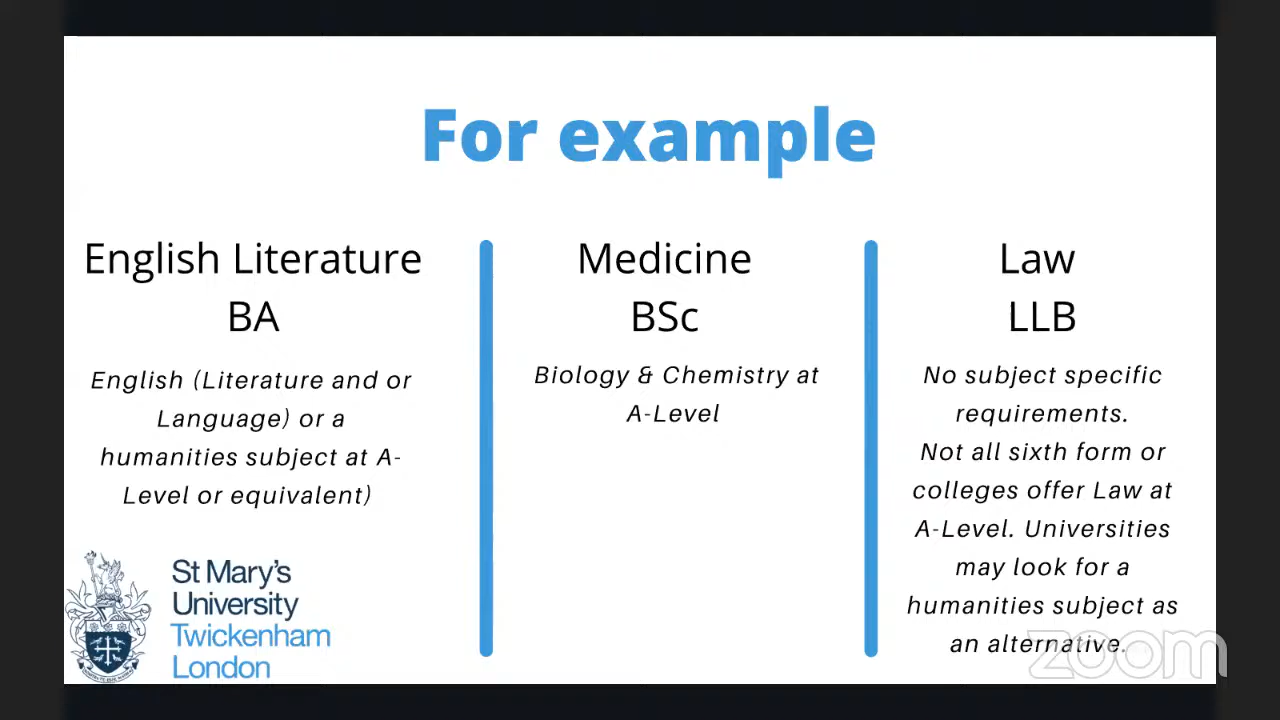 For example
English Literature
BA
English (Literature and or
Language) or a
humanities subject at A-
Level or equivalent)
Medicine
BSc
Biology & Chemistry at
A-Level
Law
LLB
No subject specific
requirements.
Not all sixth form or
colleges offer Law at
A-Level. Universities
may look for a
humanities subject as
an alternative.
St Mary's
University
Twickenham
London
zoom